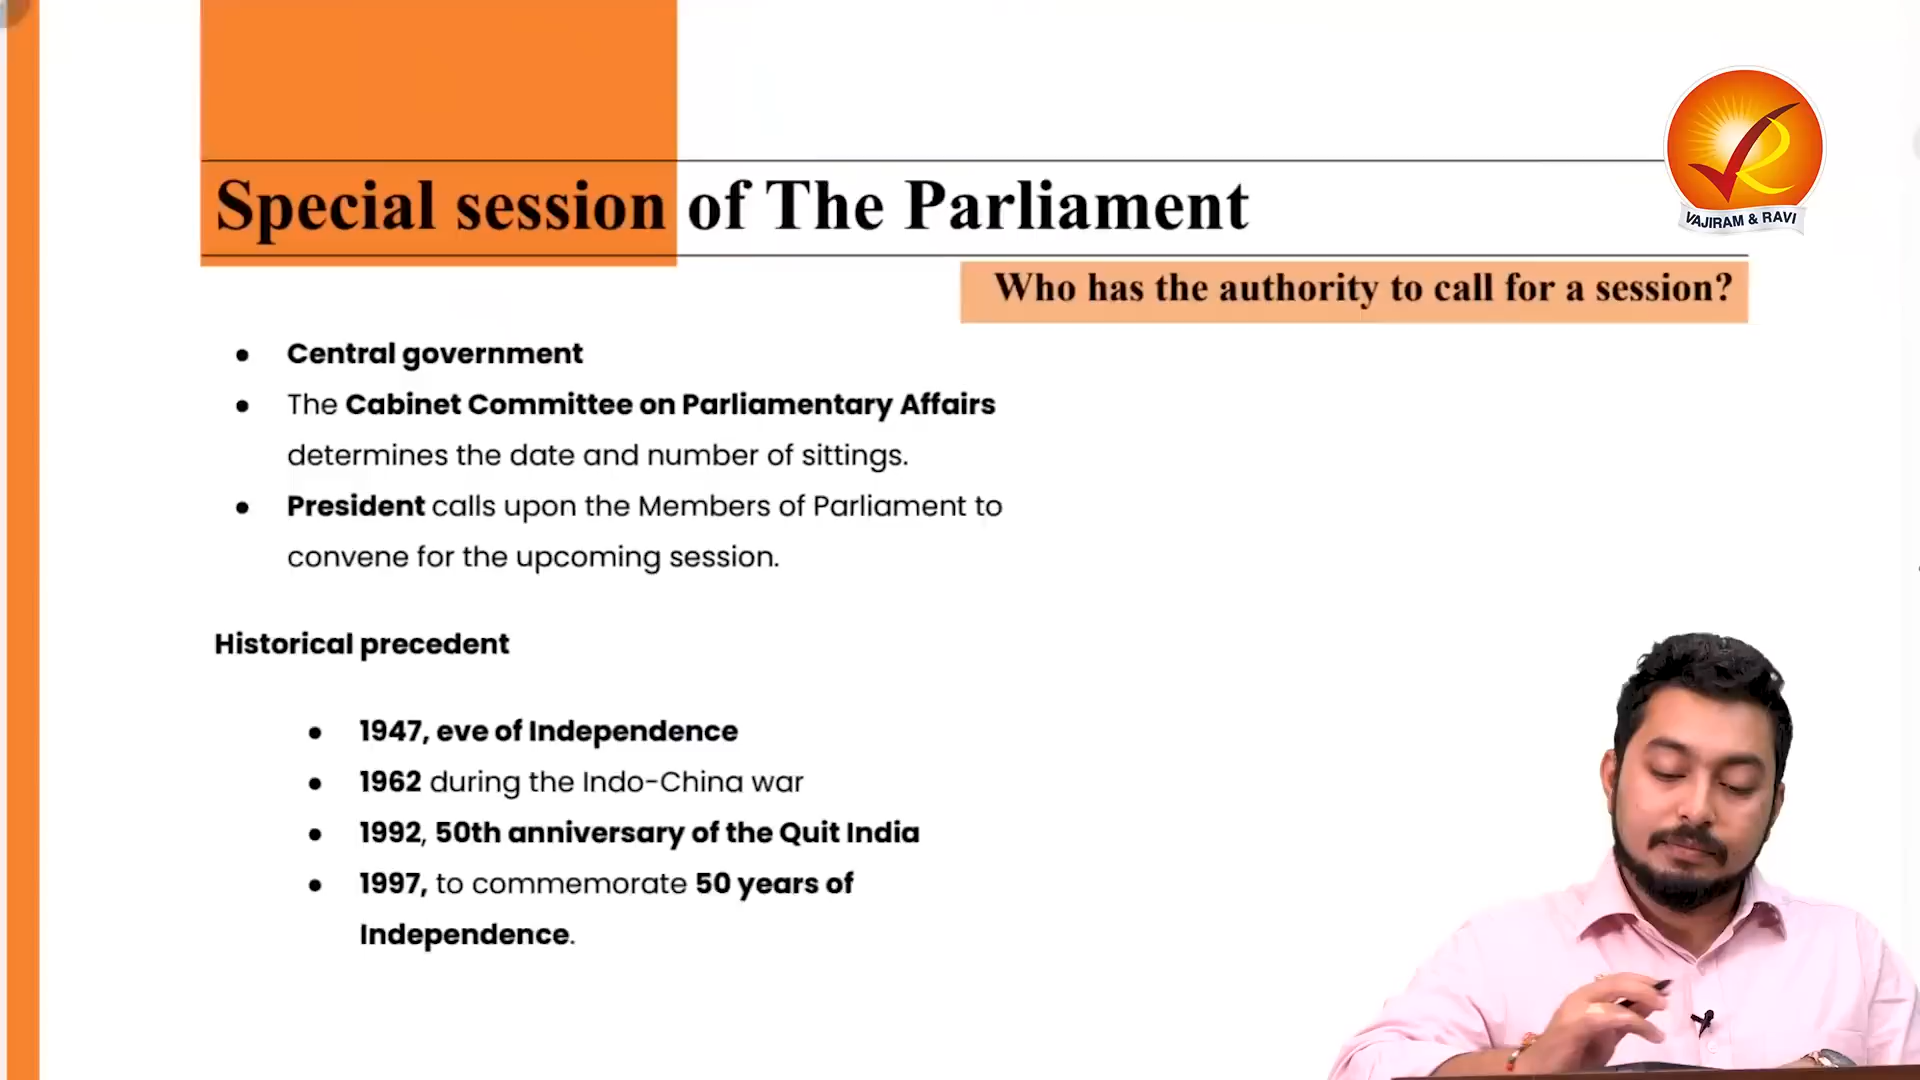 VAJIRAM & RAVI
Special session of The Parliament
Who has the authority to call for a session?
● Central government
● The Cabinet Committee on Parliamentary Affairs
determines the date and number of sittings.
● President calls upon the Members of Parliament to
convene for the upcoming session.
Historical precedent
● 1947, eve of Independence
● 1962 during the Indo-China war
● 1992, 50th anniversary of the Quit India
● 1997, to commemorate 50 years of
Independence.